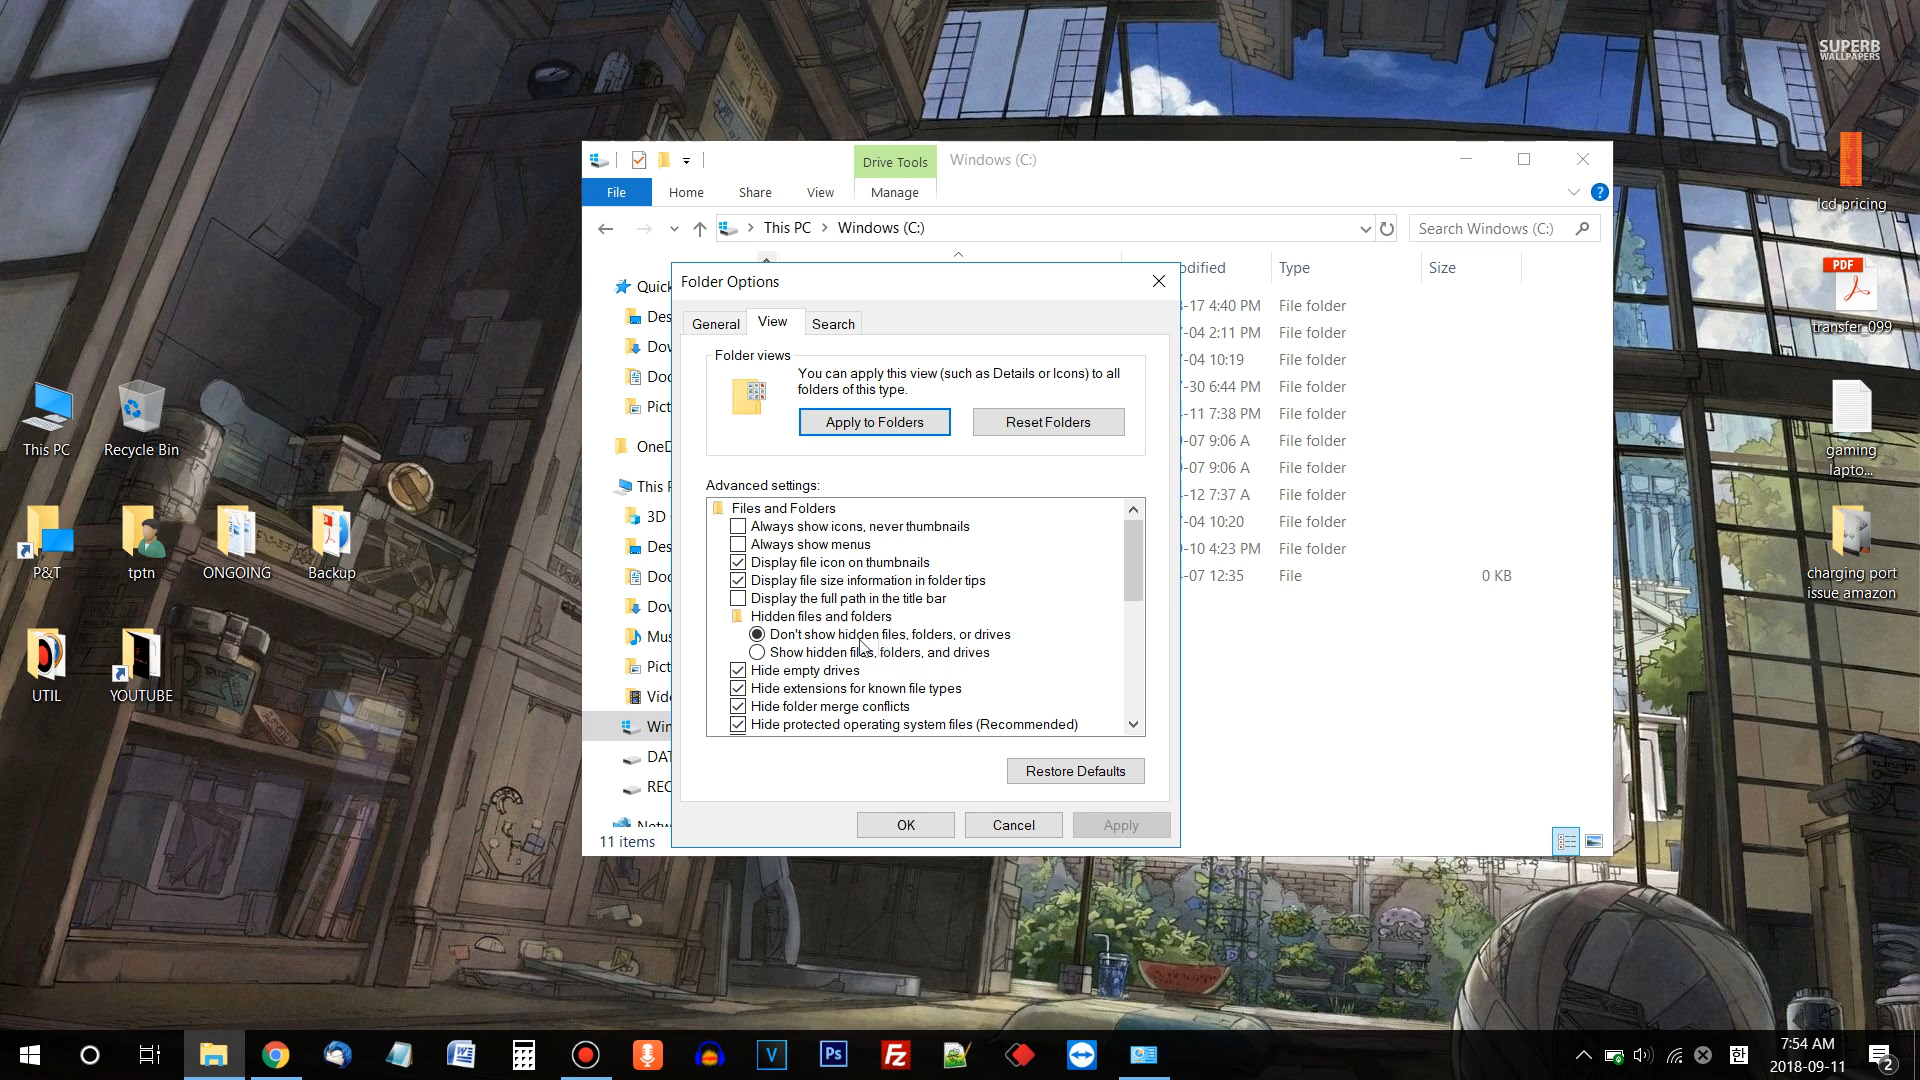 SUPERB
WALLPAPERS
lcd pricing
PDF
transfer_099
gaming
lapto...
charging port
issue amazon
This PC
Recycle Bin
P&T
tptn
ONGOING
Backup
UTIL
YOUTUBE
Drive Tools
Windows (C:)
File
Home
Share
View
Manage
?
This PC
Windows (C:)
Search Windows (C:)
Type
Size
-17 4:40 PM
File folder
-04 2:11 PM
File folder
-04 10:19
File folder
-30 6:44 PM
File folder
-11 7:38 PM
File folder
-07 9:06 A
File folder
-07 9:06 A
File folder
-12 7:37 A
File folder
-04 10:20
File folder
-10 4:23 PM
File folder
-07 12:35
File
0 KB
Quick
Des
Dov
Doc
Pict
OneD
This P
3D
Des
Doc
Dov
Mus
Pict
Vide
Win
DAT
REC
Netw
11 items
Folder Options
General
View
Search
Folder views
You can apply this view (such as Details or Icons) to all
folders of this type.
Apply to Folders
Reset Folders
Advanced settings:
Files and Folders
Always show icons, never thumbnails
Always show menus
Display file icon on thumbnails
Display file size information in folder tips
Display the full path in the title bar
Hidden files and folders
Don't show hidden files, folders, or drives
Show hidden files, folders, and drives
Hide empty drives
Hide extensions for known file types
Hide folder merge conflicts
Hide protected operating system files (Recommended)
Restore Defaults
OK
Cancel
Apply
W
V
Ps
Fz
한
7:54 AM
2018-09-11
2